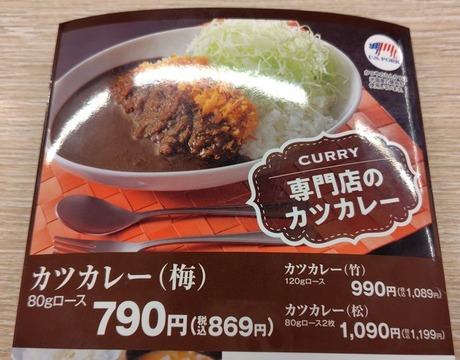 U.S. PORK
CURRY
専門店の
カツカレー
カツカレー(梅)
80gロース
790円(税込869円)
カツカレー(竹)
120gロース
990円(税込1,089円)
カツカレー(松)
80gロース2枚
1,090円(税込1,199円)